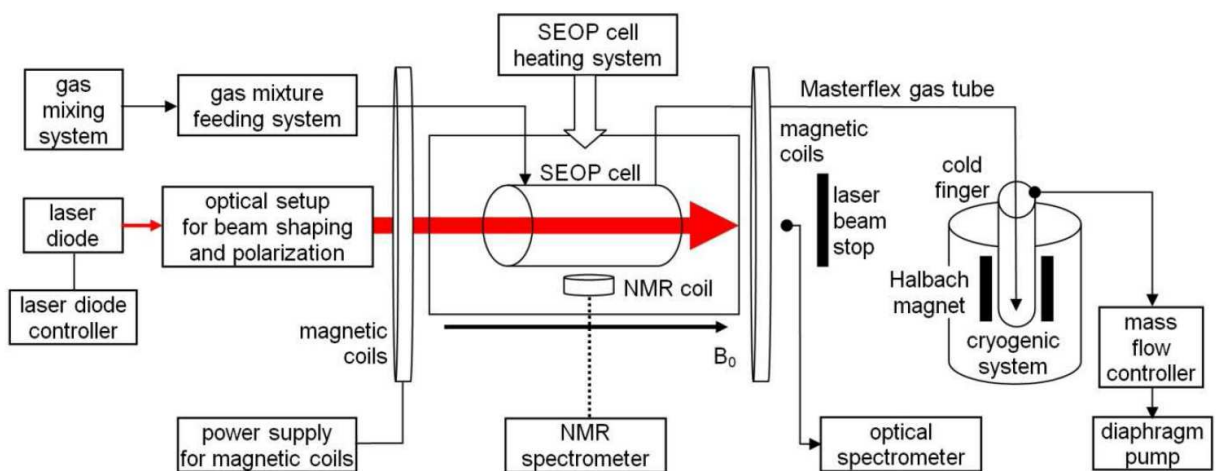 SEOP cell
heating system
gas
mixing
system
gas mixture
feeding system
Masterflex gas tube
magnetic
coils
SEOP cell
cold
finger
laser
diode
optical setup
for beam shaping
and polarization
laser
beam
stop
NMR coil
Halbach
magnet
laser diode
controller
magnetic
coils
B₀
cryogenic
system
mass
flow
controller
power supply
for magnetic coils
NMR
spectrometer
optical
spectrometer
diaphragm
pump